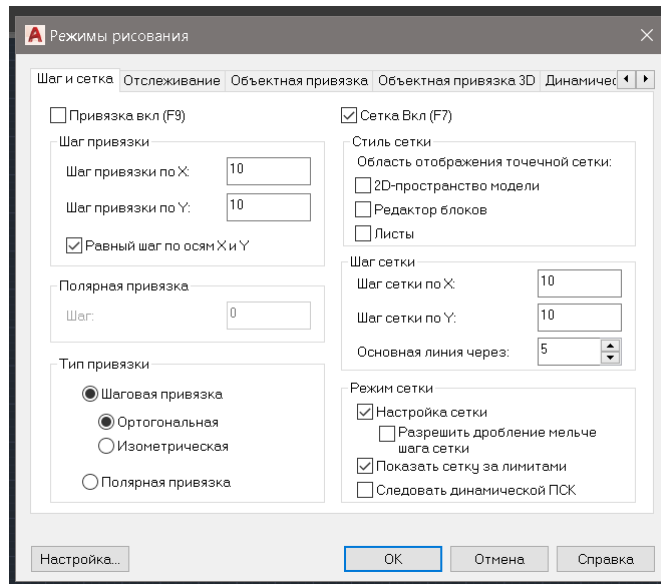 A Режимы рисования
Шаг и сетка Отслеживание Объектная привязка Объектная привязка 3D Динамичес
Привязка вкл (F9)
Шаг привязки
Шаг привязки по X: 10
Шаг привязки по Y: 10
Равный шаг по осям X и Y
Полярная привязка
Шаг: 0
Тип привязки
Шаговая привязка
Ортогональная
Изометрическая
Полярная привязка
Сетка Вкл (F7)
Стиль сетки
Область отображения точечной сетки:
2D-пространство модели
Редактор блоков
Листы
Шаг сетки
Шаг сетки по X: 10
Шаг сетки по Y: 10
Основная линия через: 5
Режим сетки
Настройка сетки
Разрешить дробление мельче
шага сетки
Показать сетку за лимитами
Следовать динамической ПСК
Настройка... OK Отмена Справка